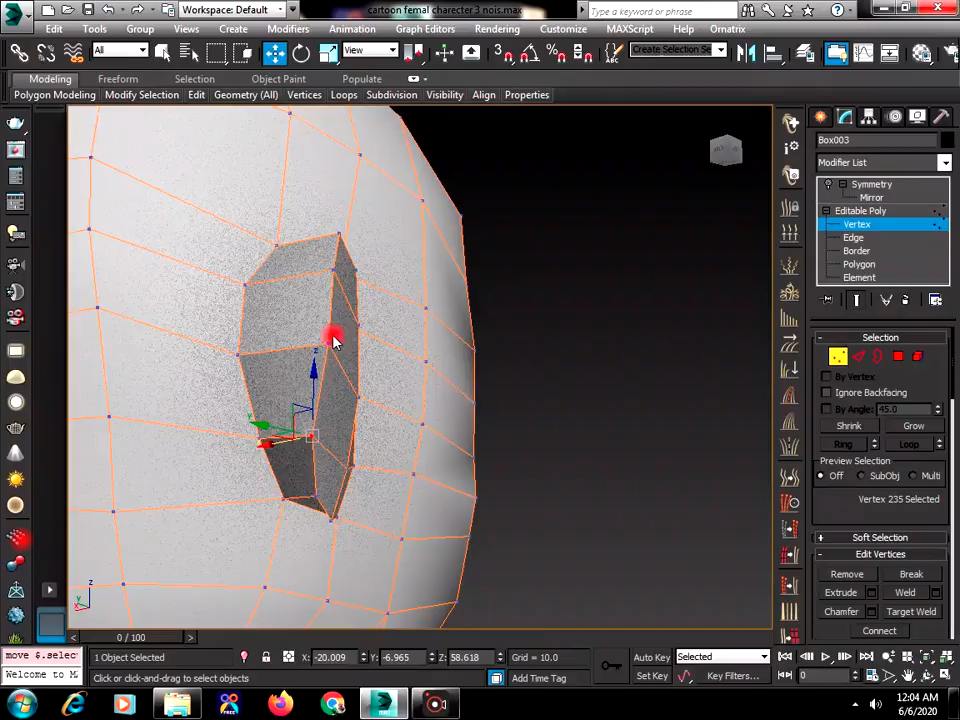 Workspace: Default
cartoon femal charecter 3 nois.max
Type a keyword or phrase
Edit
Tools
Group
Views
Create
Modifiers
Animation
Graph Editors
Rendering
Customize
MAXScript
Help
Ornatrix
All
View
Create Selection Se
Modeling
Freeform
Selection
Object Paint
Populate
Polygon Modeling
Modify Selection
Edit
Geometry (All)
Vertices
Loops
Subdivision
Visibility
Align
Properties
Box003
Modifier List
Symmetry
Mirror
Editable Poly
Vertex
Edge
Border
Polygon
Element
Selection
By Vertex
Ignore Backfacing
By Angle: 45.0
Shrink
Grow
Ring
Loop
Preview Selection
Off
SubObj
Multi
Vertex 235 Selected
Soft Selection
Edit Vertices
Remove
Break
Extrude
Weld
Chamfer
Target Weld
Connect
z
y
x
z
y
x
0 / 100
move $.selec
Welcome to MA
1 Object Selected
X: -20.009
Y: -6.965
Z: 58.618
Grid = 10.0
Click or click-and-drag to select objects
Add Time Tag
Auto Key
Selected
Set Key
Key Filters...
0
FREE
12:04 AM
6/6/2020